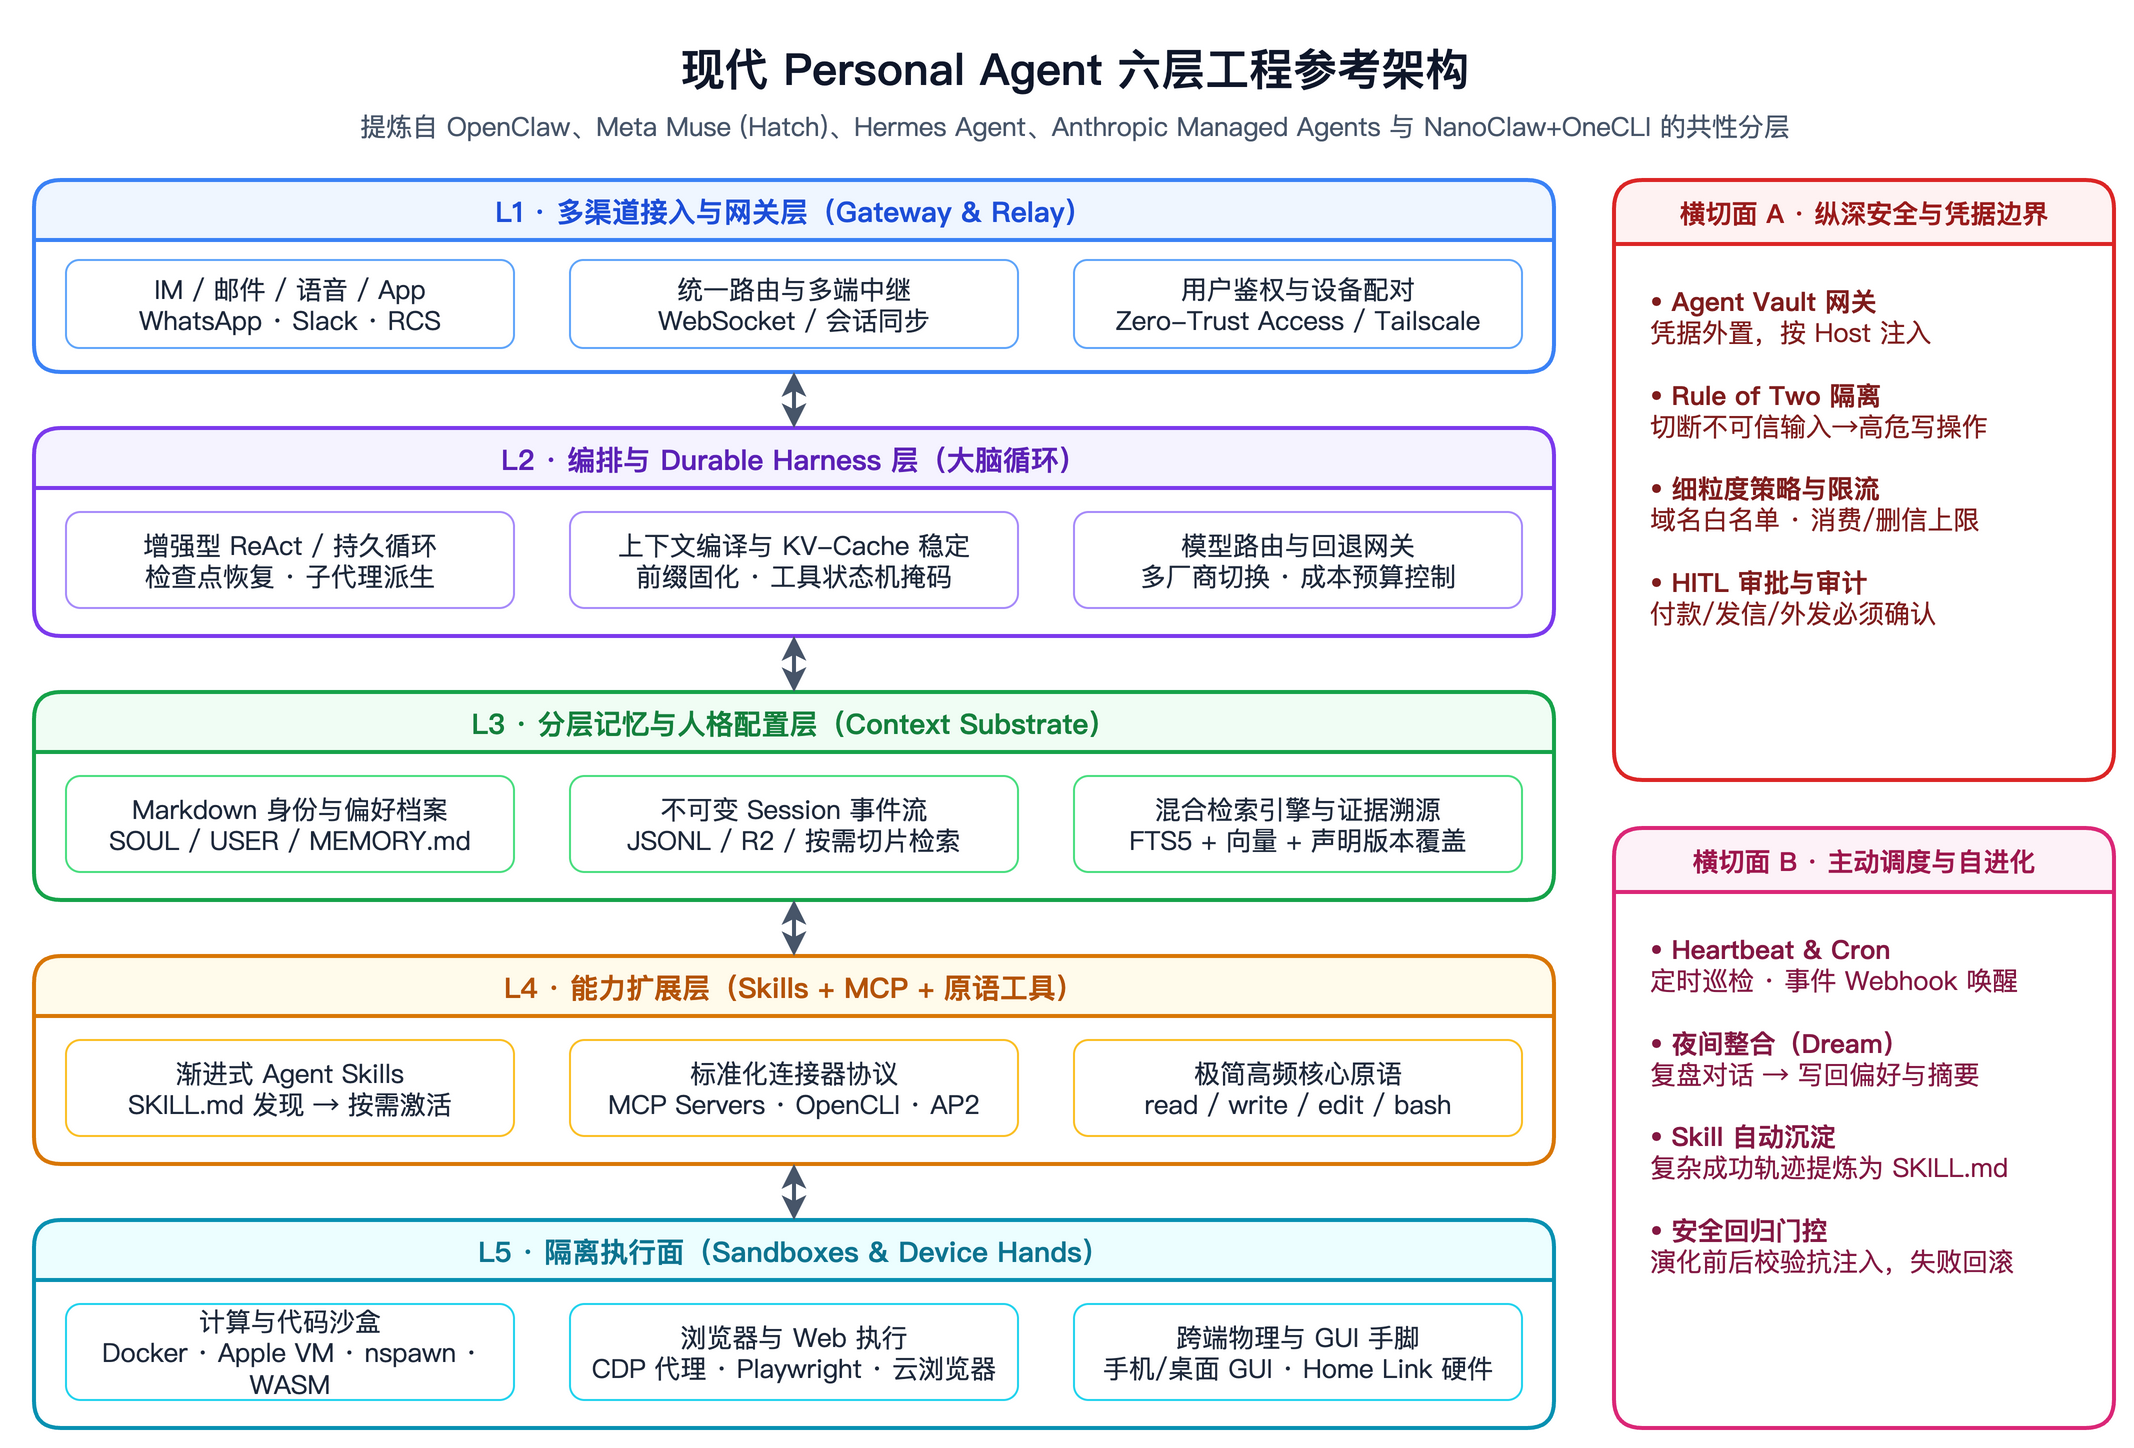 现代 Personal Agent 六层工程参考架构
提炼自 OpenClaw、Meta Muse (Hatch)、Hermes Agent、Anthropic Managed Agents 与 NanoClaw+OneCLI 的共性分层
L1 · 多渠道接入与网关层（Gateway & Relay）
IM / 邮件 / 语音 / App
WhatsApp · Slack · RCS
统一路由与多端中继
WebSocket / 会话同步
用户鉴权与设备配对
Zero-Trust Access / Tailscale
L2 · 编排与 Durable Harness 层（大脑循环）
增强型 ReAct / 持久循环
检查点恢复 · 子代理派生
上下文编译与 KV-Cache 稳定
前缀固化 · 工具状态机掩码
模型路由与回退网关
多厂商切换 · 成本预算控制
L3 · 分层记忆与人格配置层（Context Substrate）
Markdown 身份与偏好档案
SOUL / USER / MEMORY.md
不可变 Session 事件流
JSONL / R2 / 按需切片检索
混合检索引擎与证据溯源
FTS5 + 向量 + 声明版本覆盖
L4 · 能力扩展层（Skills + MCP + 原语工具）
渐进式 Agent Skills
SKILL.md 发现 → 按需激活
标准化连接器协议
MCP Servers · OpenCLI · AP2
极简高频核心原语
read / write / edit / bash
L5 · 隔离执行面（Sandboxes & Device Hands）
计算与代码沙盒
Docker · Apple VM · nspawn ·
WASM
浏览器与 Web 执行
CDP 代理 · Playwright · 云浏览器
跨端物理与 GUI 手脚
手机/桌面 GUI · Home Link 硬件
横切面 A · 纵深安全与凭据边界
• Agent Vault 网关
凭据外置，按 Host 注入
• Rule of Two 隔离
切断不可信输入→高危写操作
• 细粒度策略与限流
域名白名单 · 消费/删信上限
• HITL 审批与审计
付款/发信/外发必须确认
横切面 B · 主动调度与自进化
• Heartbeat & Cron
定时巡检 · 事件 Webhook 唤醒
• 夜间整合（Dream）
复盘对话 → 写回偏好与摘要
• Skill 自动沉淀
复杂成功轨迹提炼为 SKILL.md
• 安全回归门控
演化前后校验抗注入，失败回滚